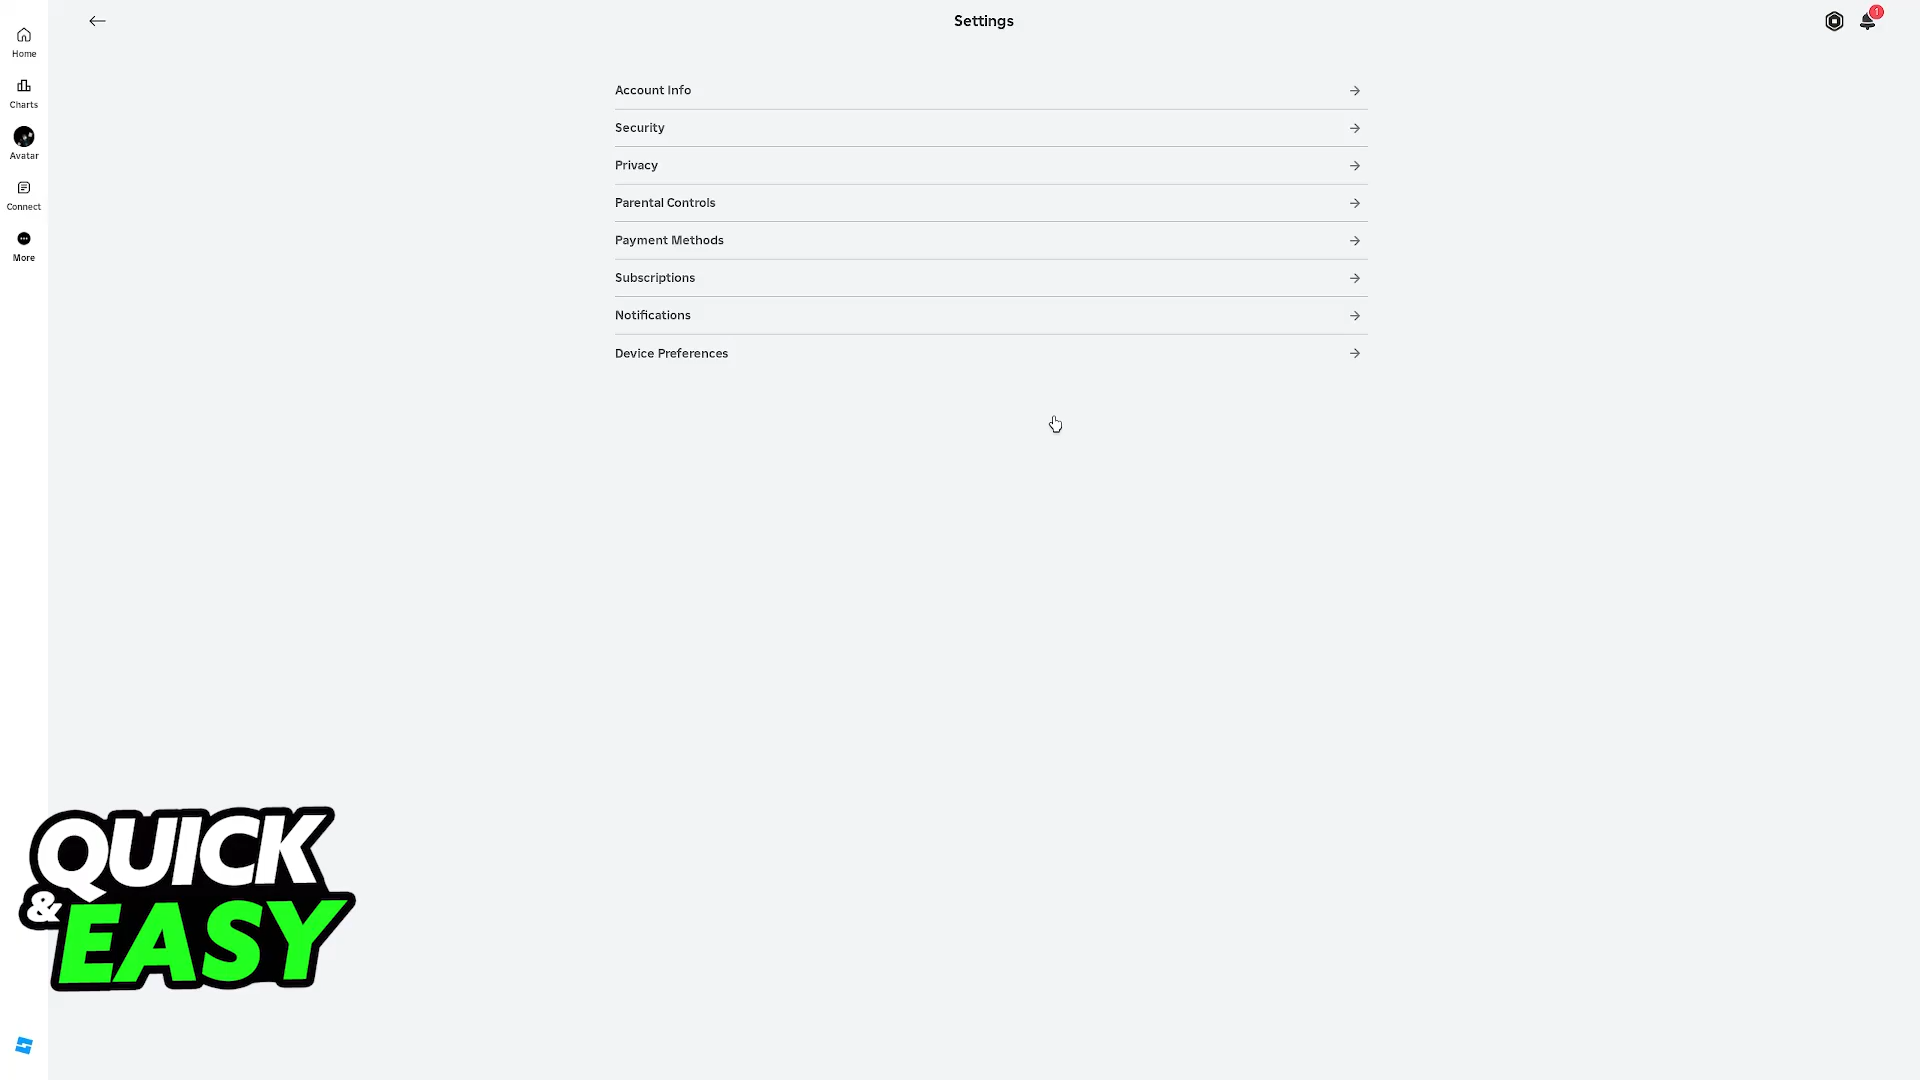 Settings
1
Home
Charts
Avatar
Connect
More
Account Info
Security
Privacy
Parental Controls
Payment Methods
Subscriptions
Notifications
Device Preferences
QUICK
& EASY